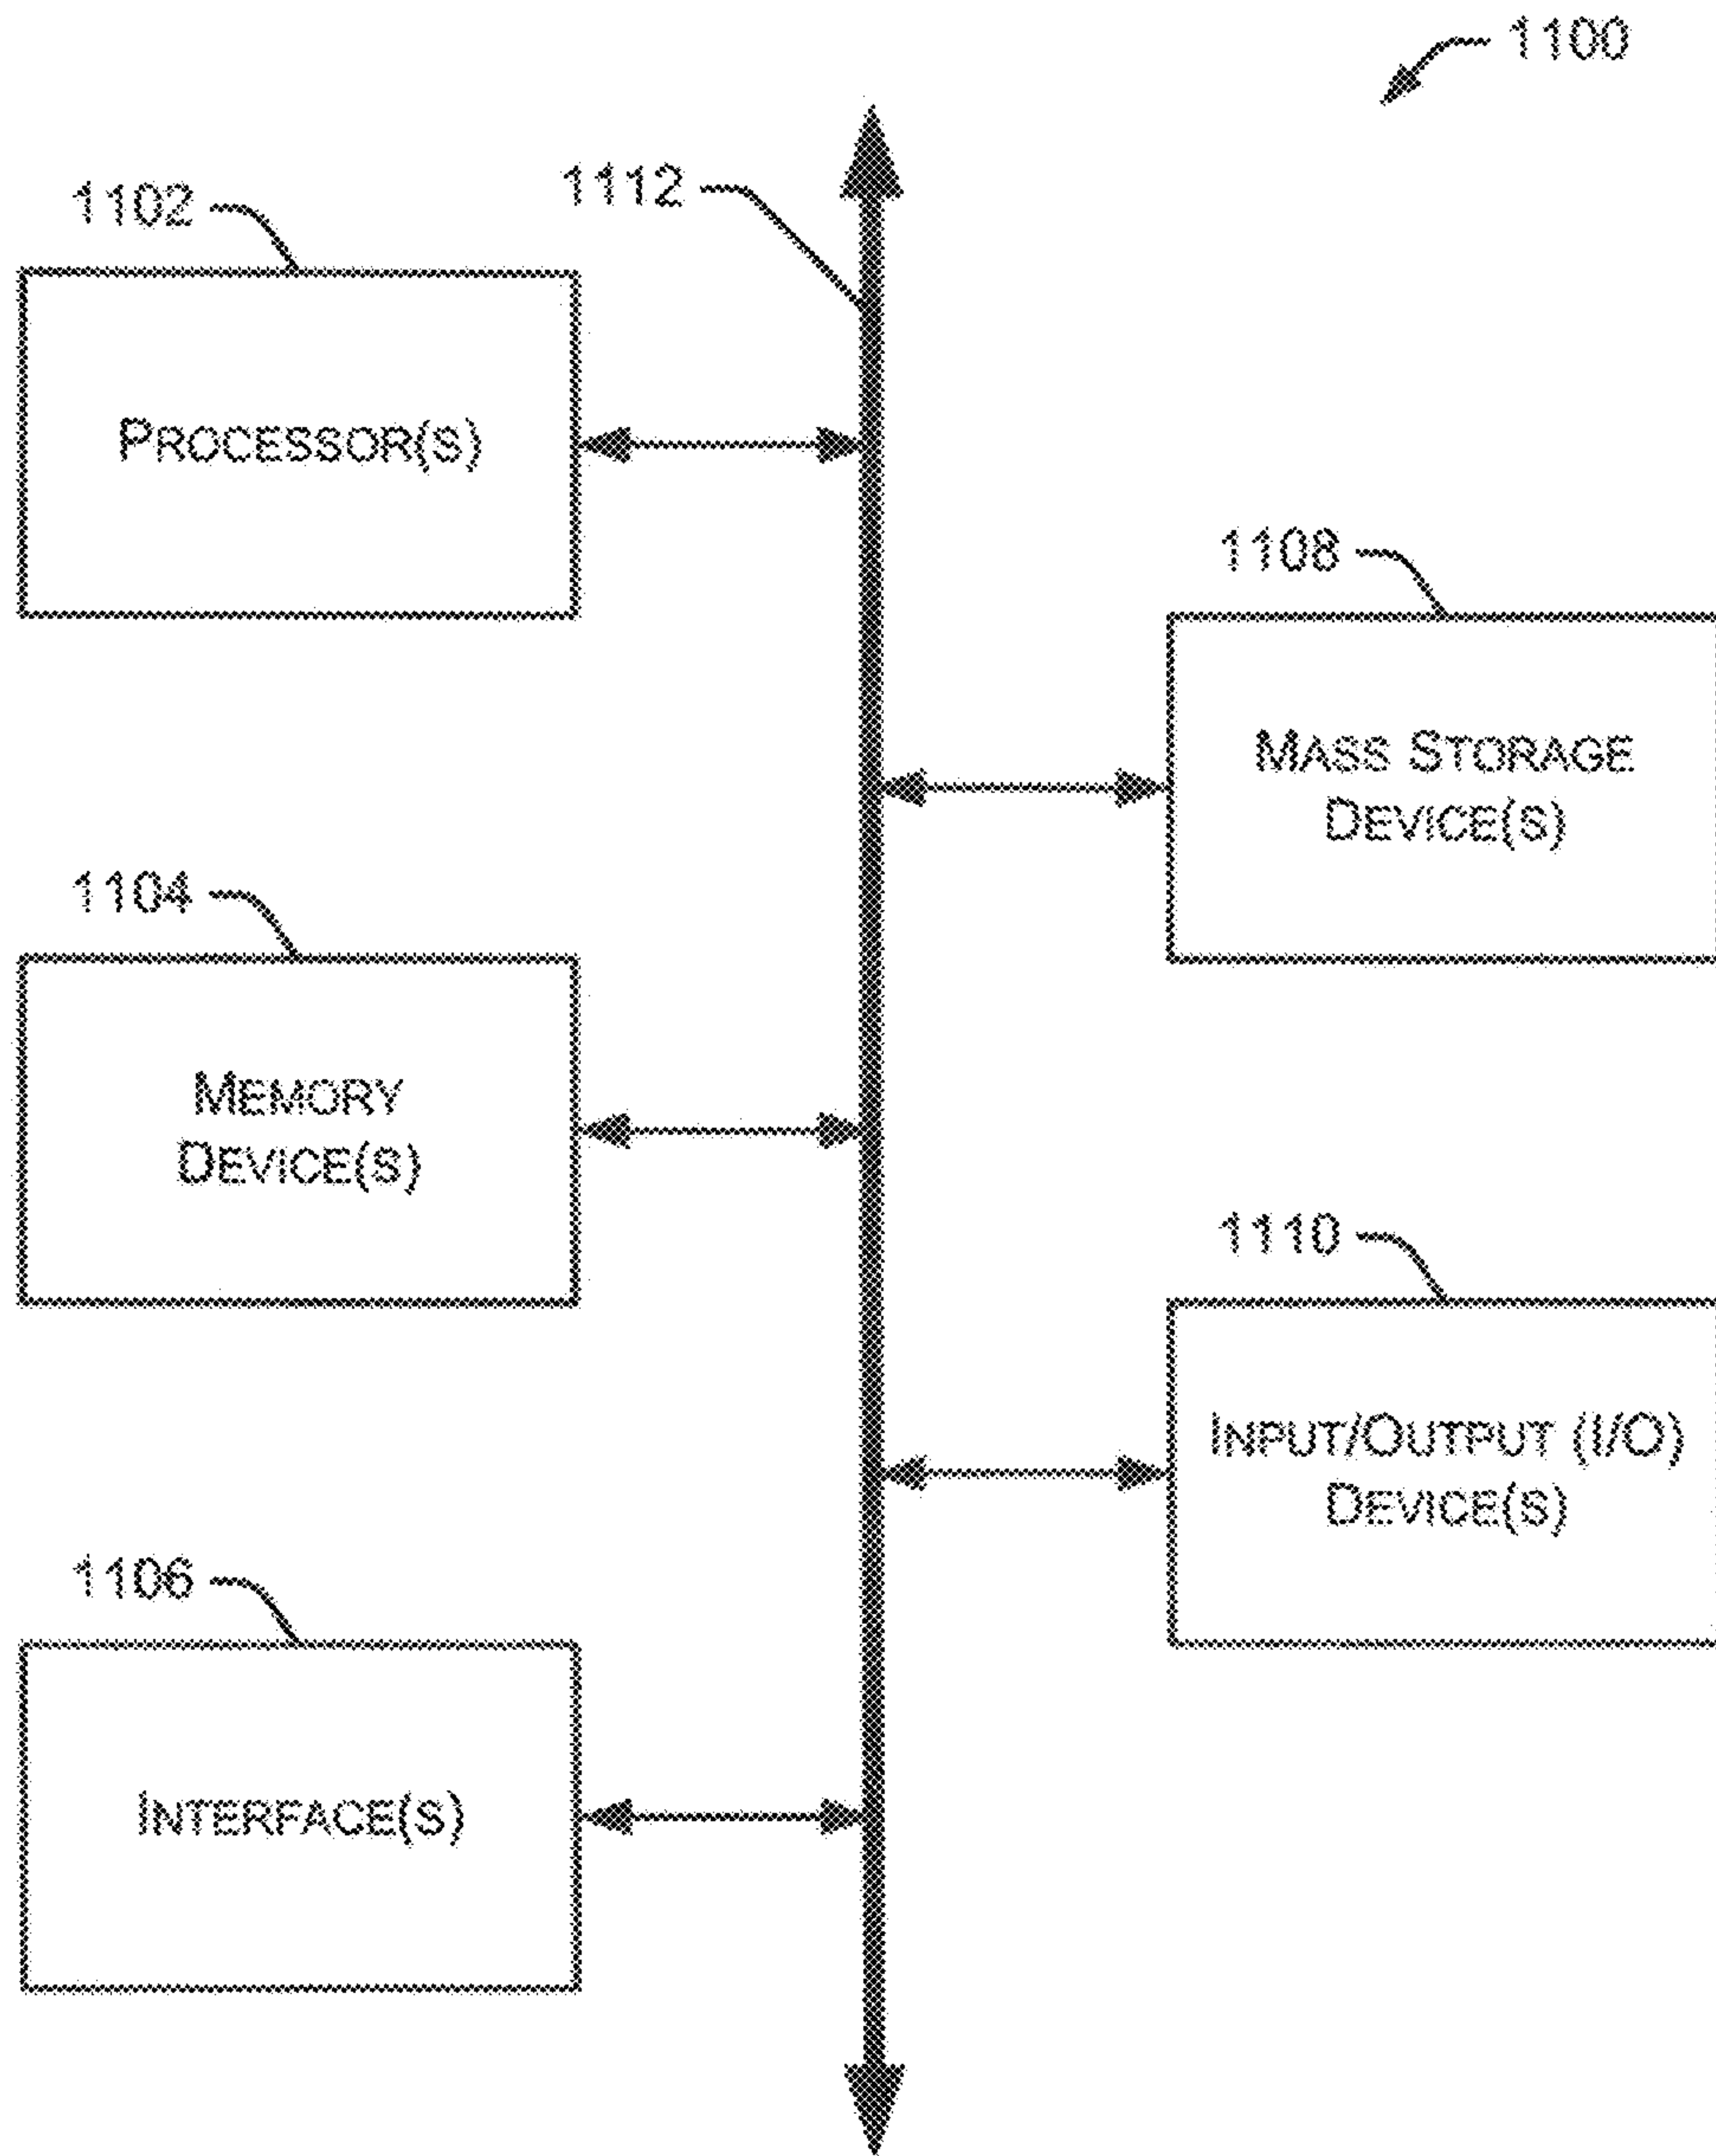 1100
1112
1102
PROCESSOR(S)
1108
MASS STORAGE
DEVICE(S)
1104
MEMORY
DEVICE(S)
1110
INPUT/OUTPUT (I/O)
DEVICE(S)
1106
INTERFACE(S)